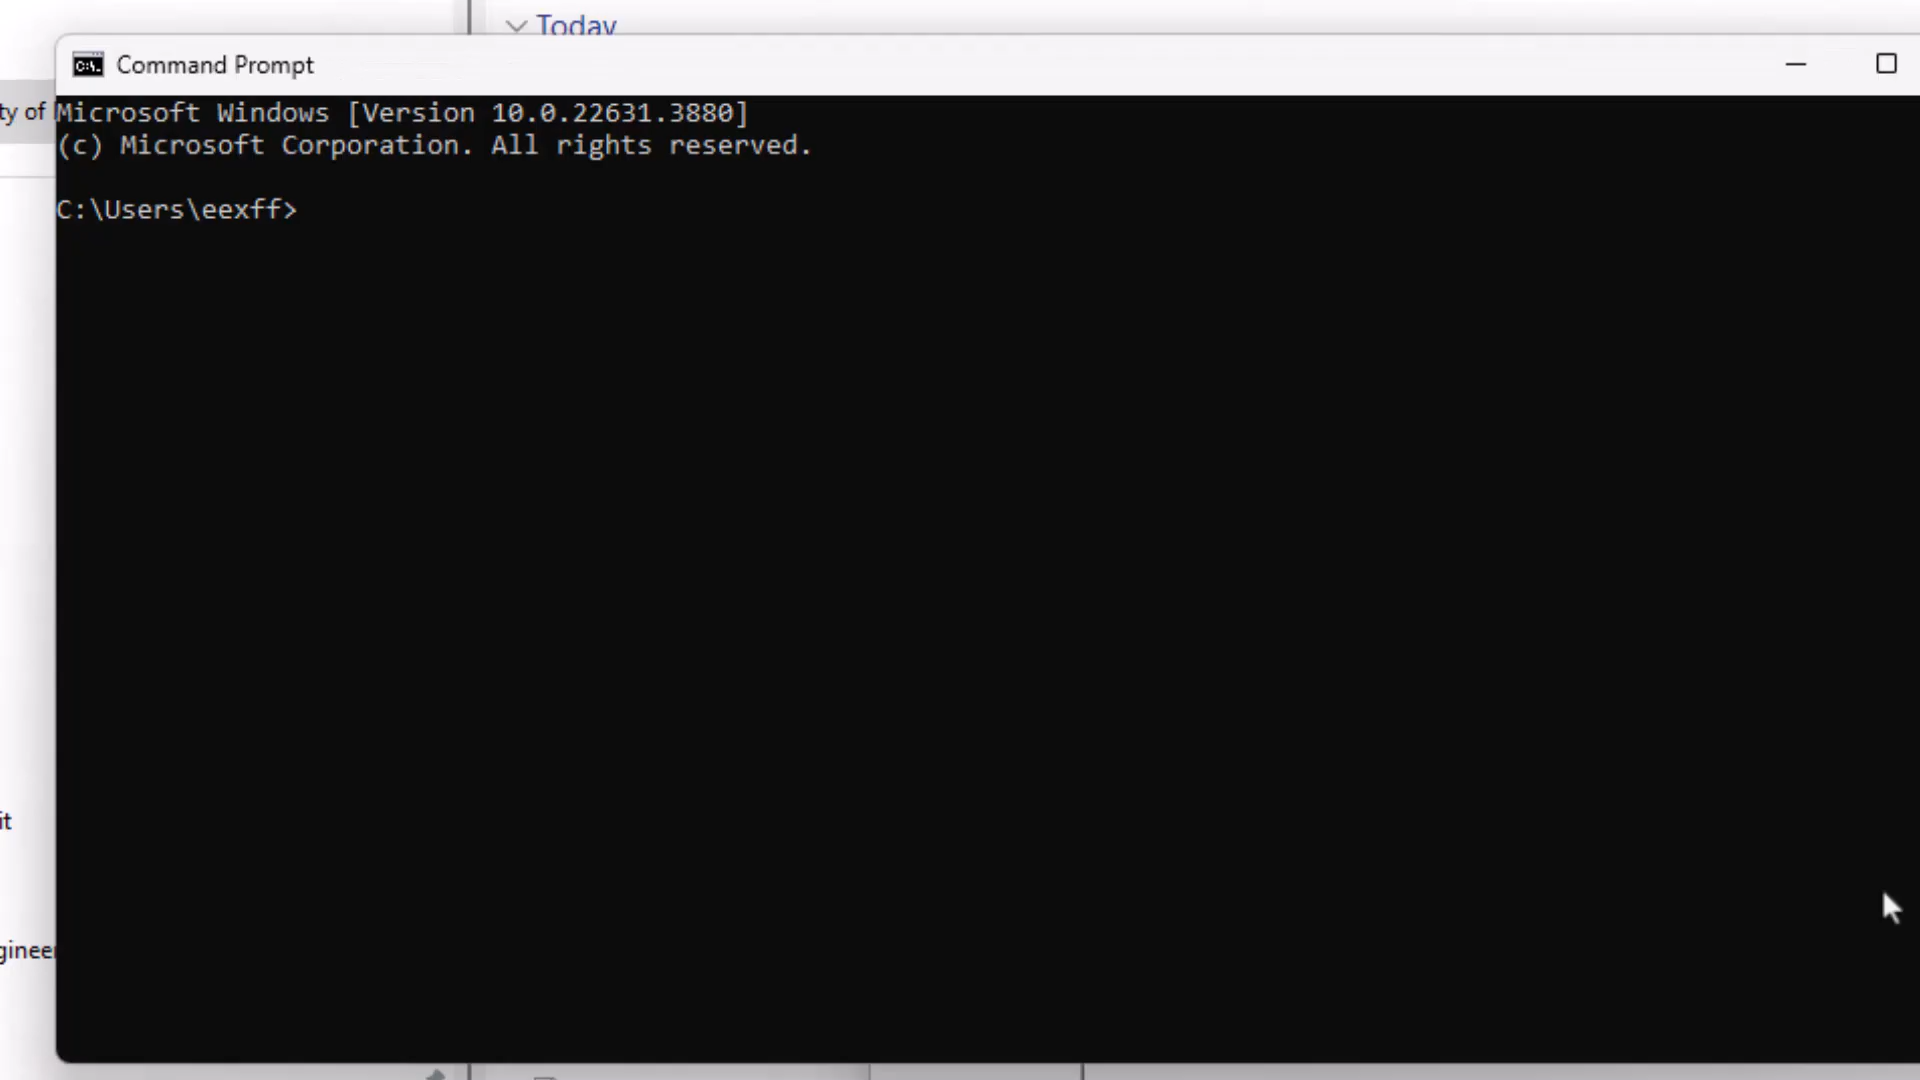 Today
Command Prompt
ty of
Microsoft Windows [Version 10.0.22631.3880]
(c) Microsoft Corporation. All rights reserved.
C:\Users\eexff>
it
gineer